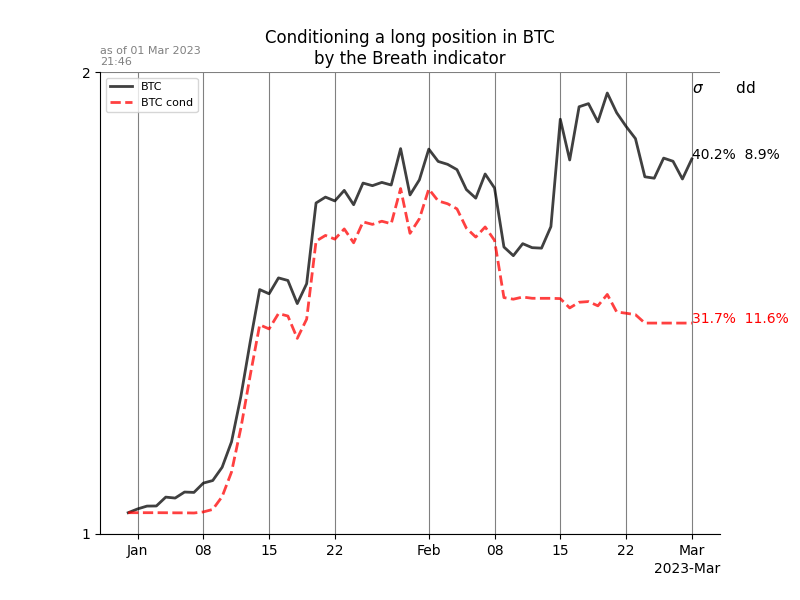 Conditioning a long position in BTC
by the Breath indicator
as of 01 Mar 2023
21:46
2
BTC
BTC cond
σ dd
40.2% 8.9%
31.7% 11.6%
1
Jan 08 15 22 Feb 08 15 22 Mar
2023-Mar